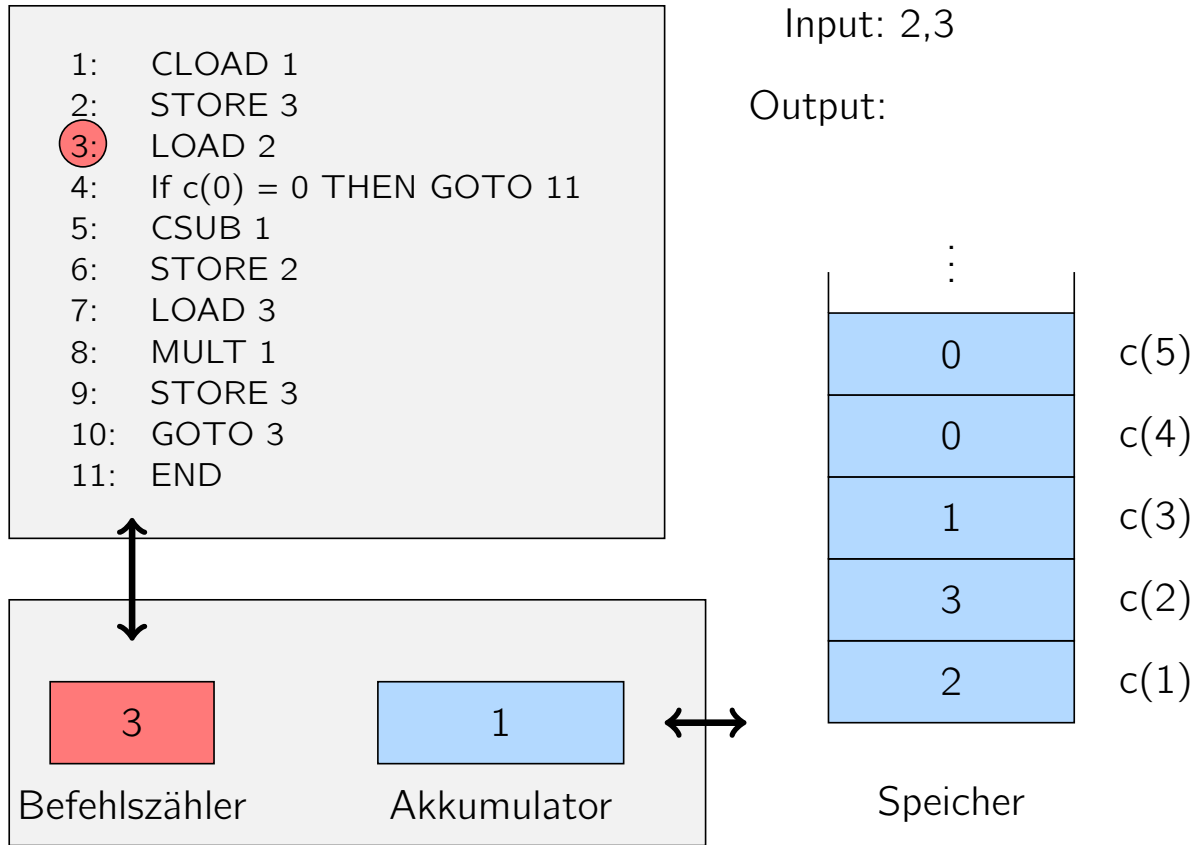 1: CLOAD 1
2: STORE 3
3: LOAD 2
4: If c(0) = 0 THEN GOTO 11
5: CSUB 1
6: STORE 2
7: LOAD 3
8: MULT 1
9: STORE 3
10: GOTO 3
11: END
Input: 2,3
Output:
⋮
0 c(5)
0 c(4)
1 c(3)
3 c(2)
2 c(1)
Speicher
3
Befehlszähler
1
Akkumulator